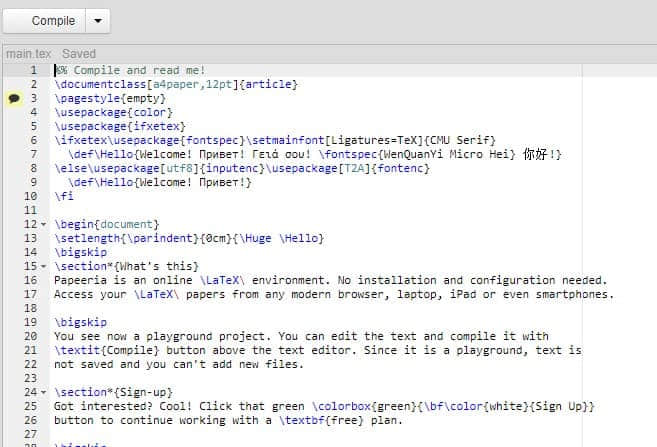 Compile
main.tex Saved
1 %% Compile and read me!
2 \documentclass[a4paper,12pt]{article}
3 \pagestyle{empty}
4 \usepackage{color}
5 \usepackage{ifxetex}
6 \ifxetex\usepackage{fontspec}\setmainfont[Ligatures=TeX]{CMU Serif}
7 \def\Hello{Welcome! Привет! Γειά σου! \fontspec{WenQuanYi Micro Hei} 你好!}
8 \else\usepackage[utf8]{inputenc}\usepackage[T2A]{fontenc}
9 \def\Hello{Welcome! Привет!}
10 \fi
11
12 \begin{document}
13 \setlength{\parindent}{0cm}{\Huge \Hello}
14 \bigskip
15 \section*{What's this}
16 Papeeria is an online \LaTeX\ environment. No installation and configuration needed.
17 Access your \LaTeX\ papers from any modern browser, laptop, iPad or even smartphones.
18
19 \bigskip
20 You see now a playground project. You can edit the text and compile it with
21 \textit{Compile} button above the text editor. Since it is a playground, text is
22 not saved and you can't add new files.
23
24 \section*{Sign-up}
25 Got interested? Cool! Click that green \colorbox{green}{\bf\color{white}{Sign Up}}
26 button to continue working with a \textbf{free} plan.
27